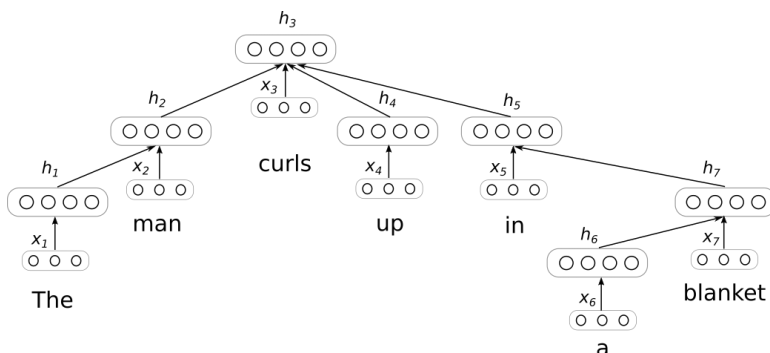 h3
x3
h2
h4
h5
curls
x2
x4
x5
h1
h7
man
up
in
x1
h6
x7
The
x6
blanket
a